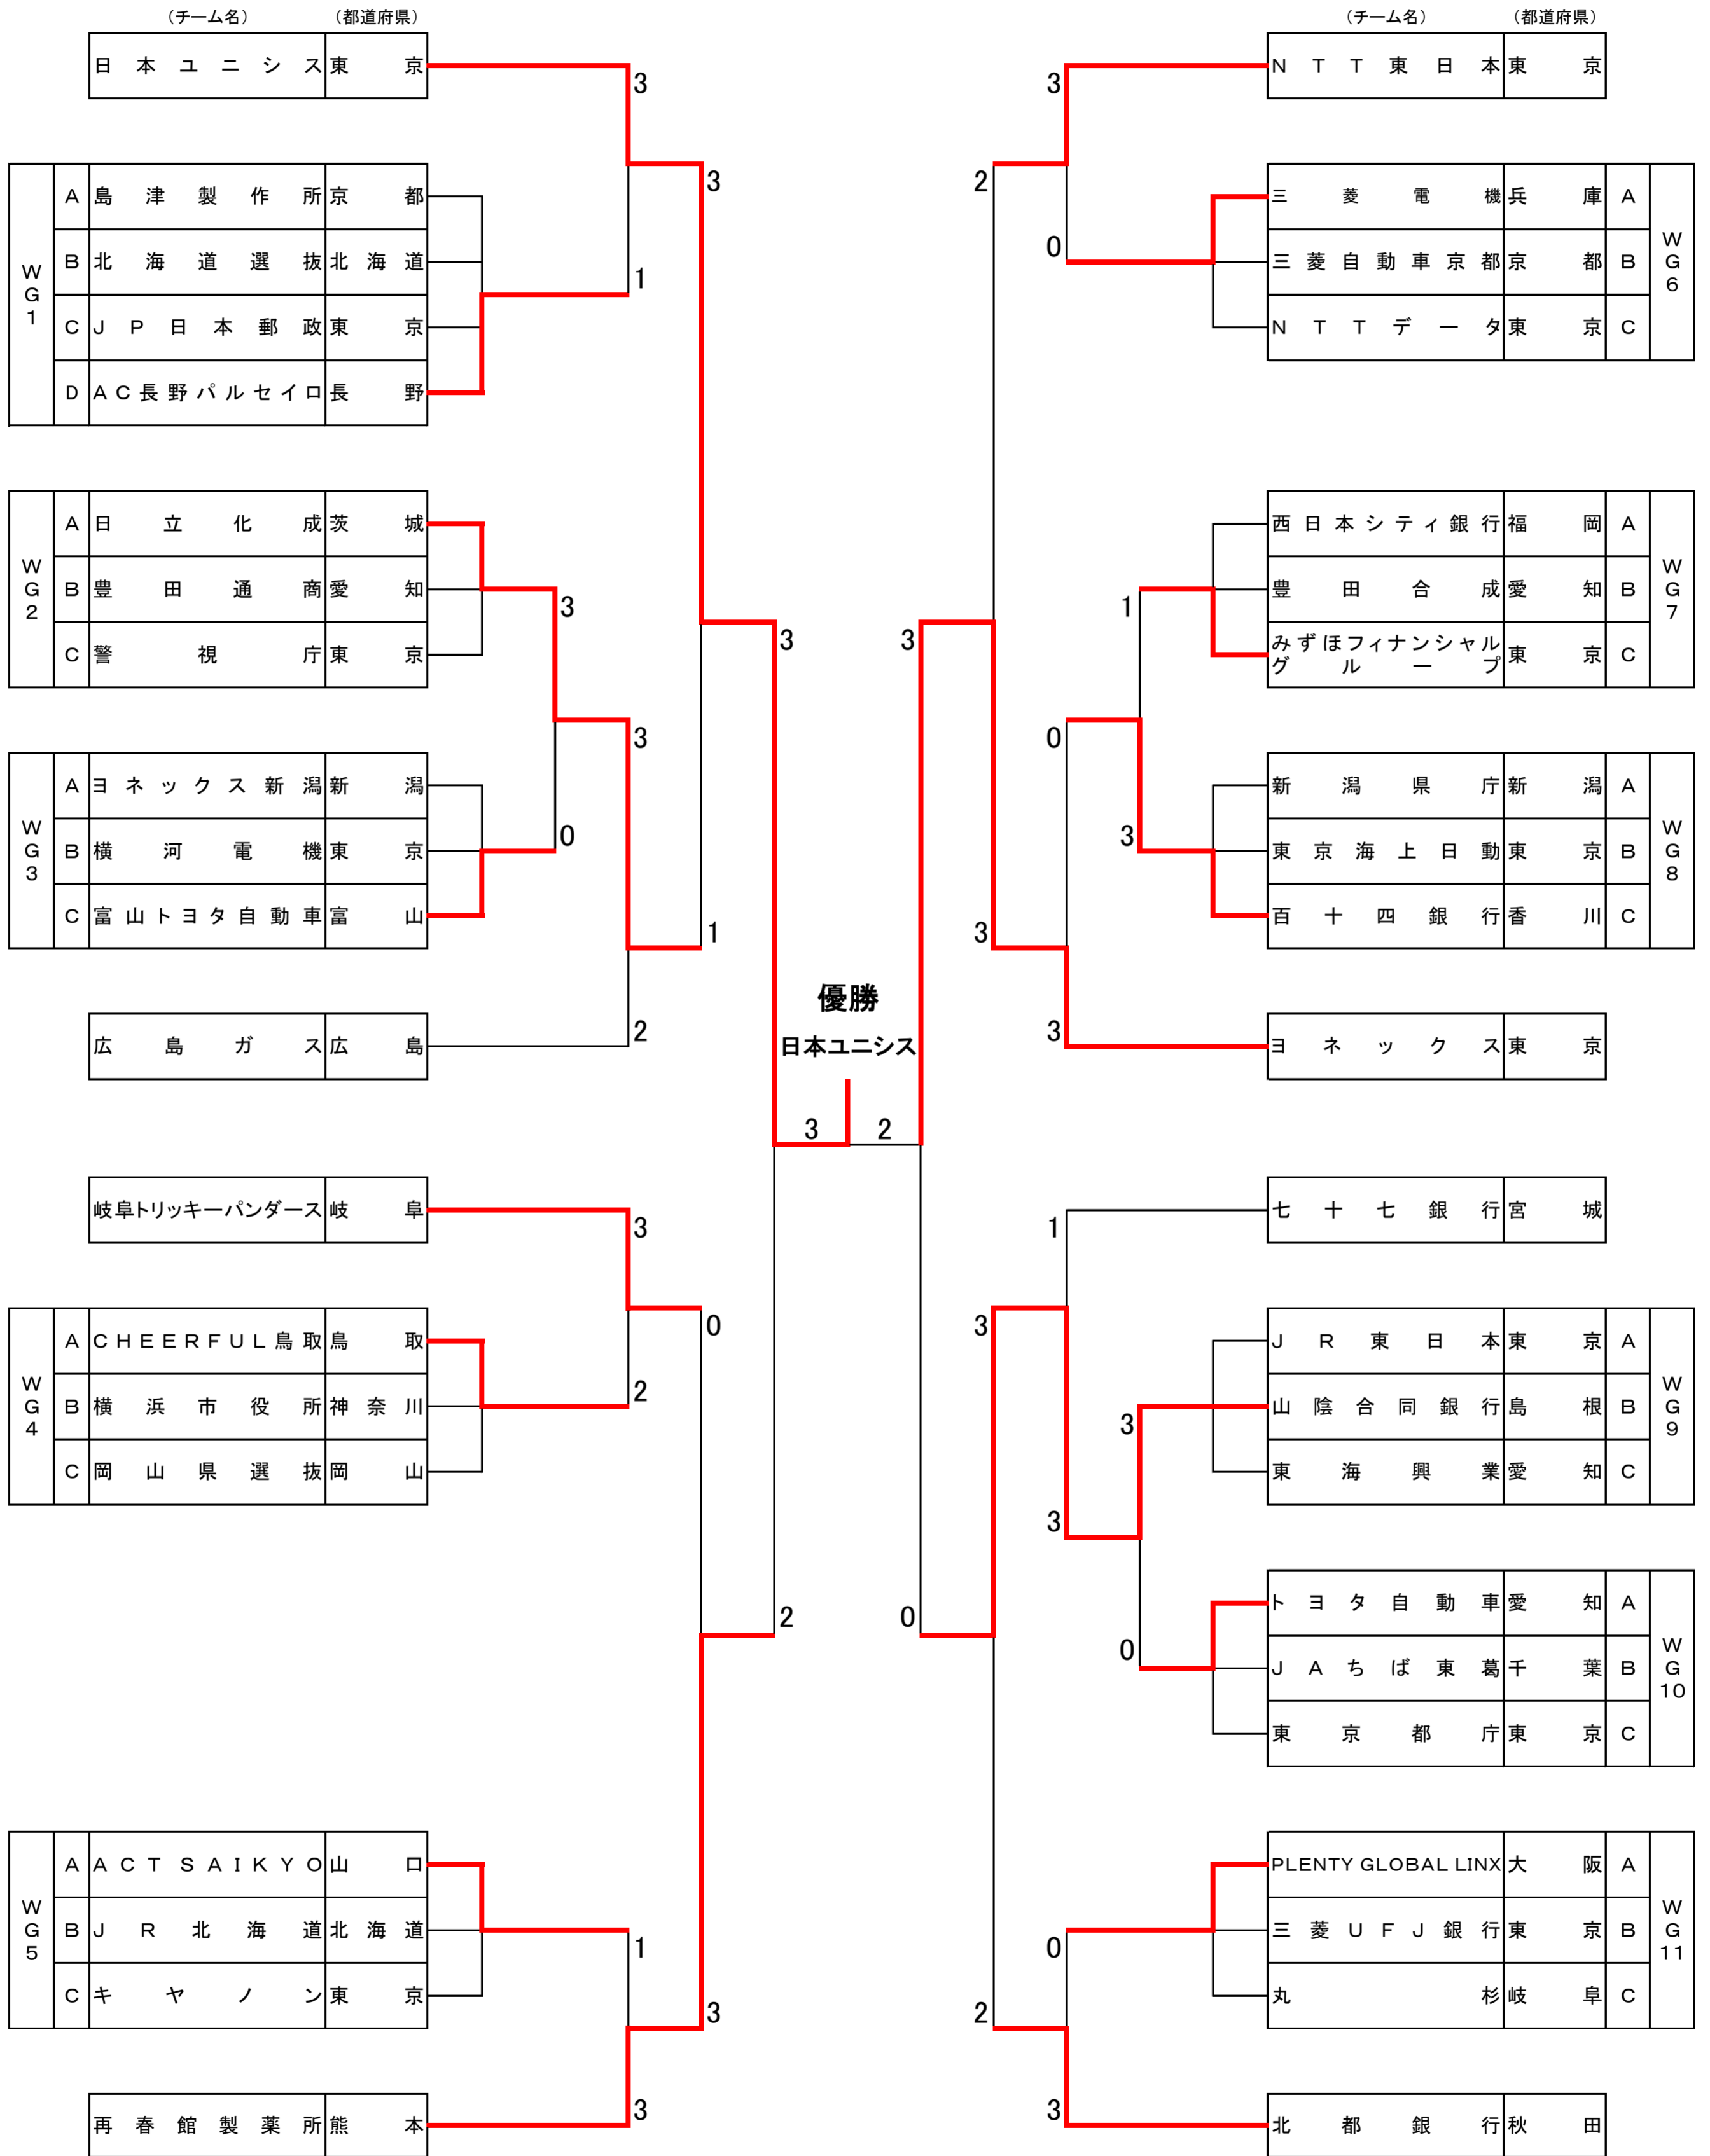 （チーム名） （都道府県）
日本ユニシス 東京
3
WG1
A 島津製作所 京都
B 北海道選抜 北海道
C JP日本郵政 東京
D AC長野パルセイロ 長野
1
3
WG2
A 日立化成 茨城
B 豊田通商 愛知
C 警視庁 東京
3
WG3
A ヨネックス新潟 新潟
B 横河電機 東京
C 富山トヨタ自動車 富山
0
3
1
広島ガス 広島
2
3
岐阜トリッキーパンダース 岐阜
3
WG4
A CHEERFUL鳥取 鳥取
B 横浜市役所 神奈川
C 岡山県選抜 岡山
2
0
WG5
A ACT SAIKYO 山口
B JR北海道 北海道
C キヤノン 東京
1
3
2
再春館製薬所 熊本
3
優勝
日本ユニシス
3 2
（チーム名） （都道府県）
NTT東日本 東京
3
2
三菱電機 兵庫 A
三菱自動車京都 京都 B
NTTデータ 東京 C
WG6
0
西日本シティ銀行 福岡 A
豊田合成 愛知 B
みずほフィナンシャル
グループ 東京 C
WG7
1
3
0
新潟県庁 新潟 A
東京海上日動 東京 B
百十四銀行 香川 C
WG8
3
3
ヨネックス 東京
3
七十七銀行 宮城
1
3
JR東日本 東京 A
山陰合同銀行 島根 B
東海興業 愛知 C
WG9
3
3
トヨタ自動車 愛知 A
JAちば東葛 千葉 B
東京都庁 東京 C
WG10
0
0
PLENTY GLOBAL LINX 大阪 A
三菱UFJ銀行 東京 B
丸杉 岐阜 C
WG11
0
2
北都銀行 秋田
3